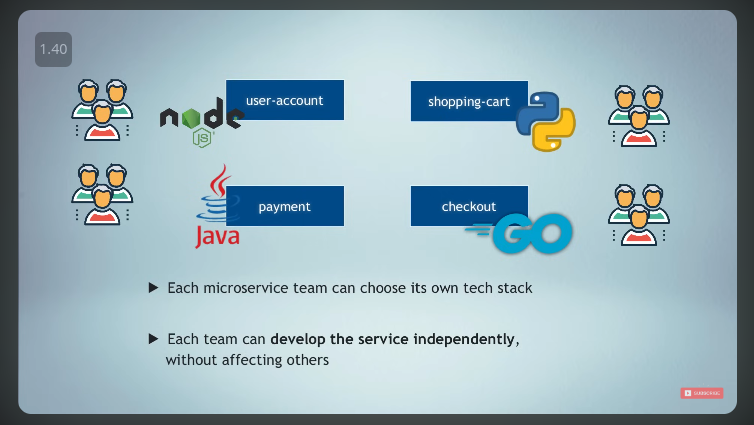 1.40
user-account
shopping-cart
node
JS
payment
checkout
Java
GO
▶ Each microservice team can choose its own tech stack
▶ Each team can develop the service independently,
without affecting others
SUBSCRIBE